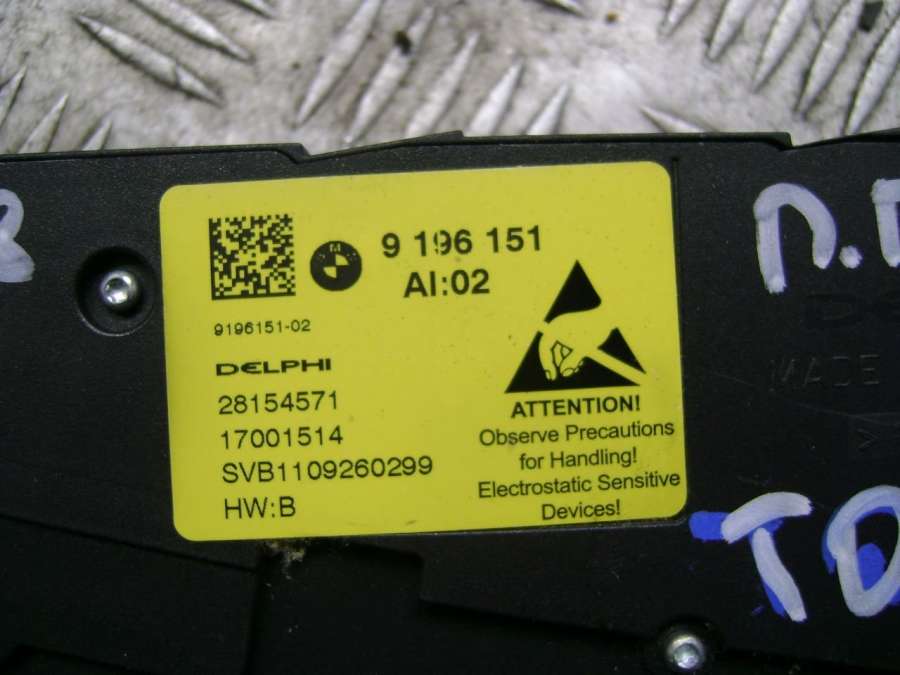 9 196 151
AI:02
9196151-02
DELPHI
28154571
17001514
SVB1109260299
HW:B
ATTENTION!
Observe Precautions
for Handling!
Electrostatic Sensitive
Devices!
MADE